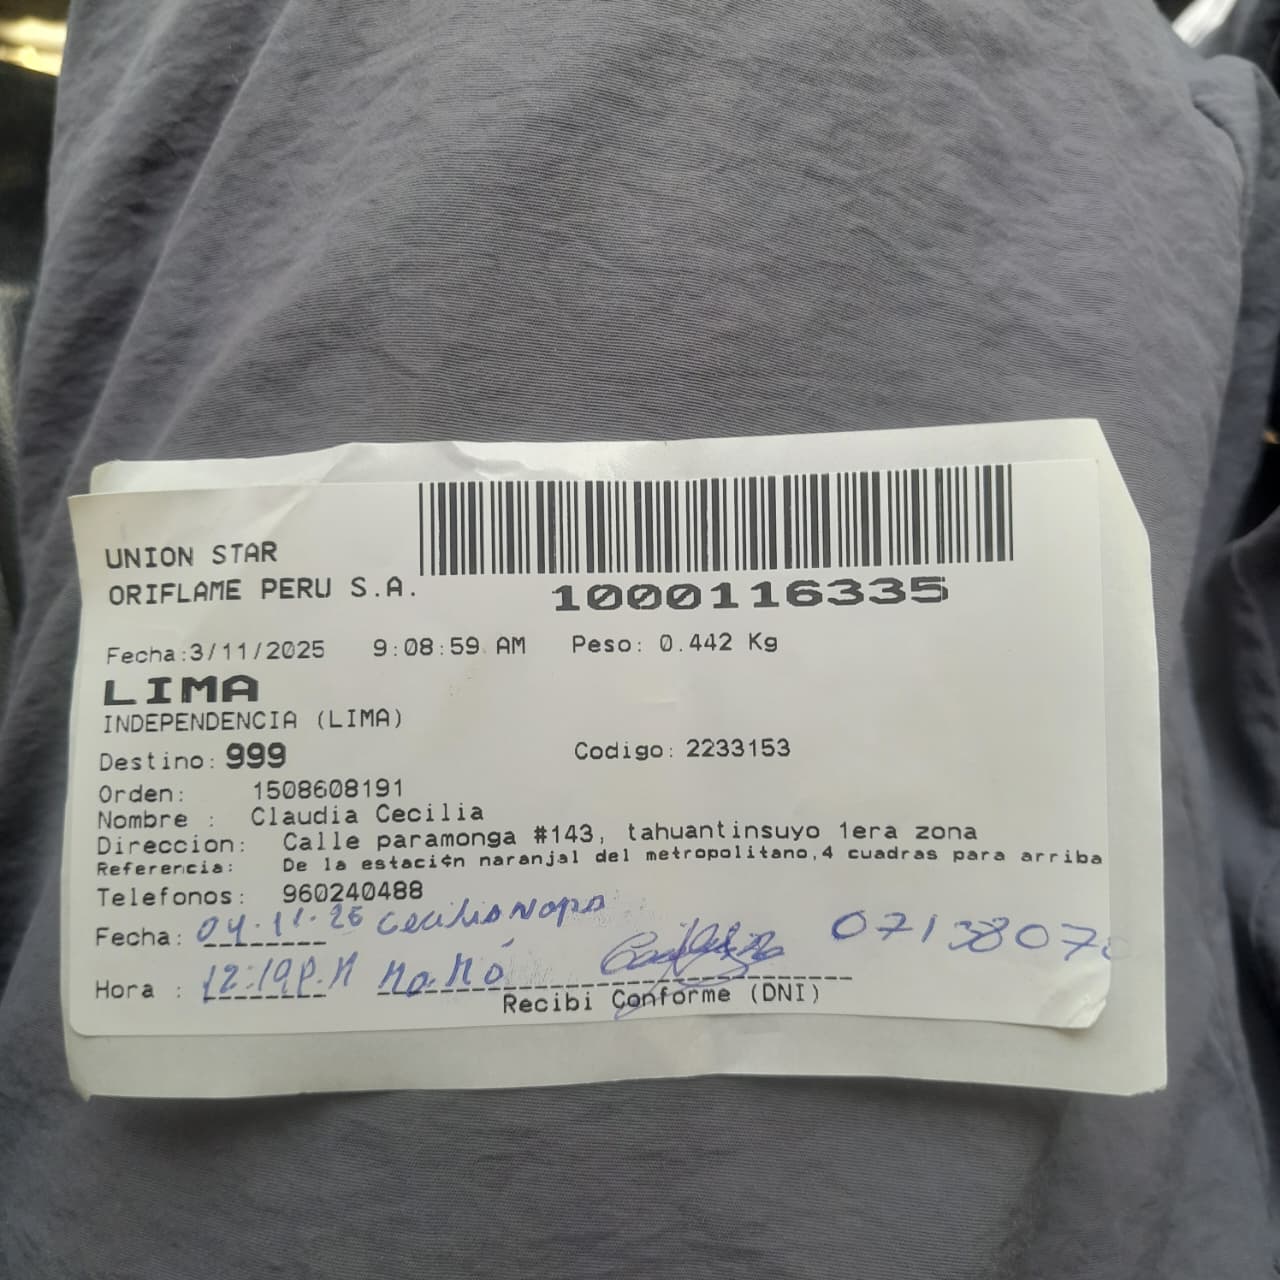 UNION STAR
ORIFLAME PERU S.A.
1000116335
Fecha:3/11/2025 9:08:59 AM Peso: 0.442 Kg
LIMA
INDEPENDENCIA (LIMA)
Destino: 999 Codigo: 2233153
Orden: 1508608191
Nombre : Claudia Cecilia
Direccion: Calle paramonga #143, tahuantinsuyo 1era zona
Referencia: De la estaci¢n naranjal del metropolitano,4 cuadras para arriba
Telefonos: 960240488
Fecha: 04.11.25 Cecilia
Hora : 12:19P.M
Recibi Conforme (DNI)